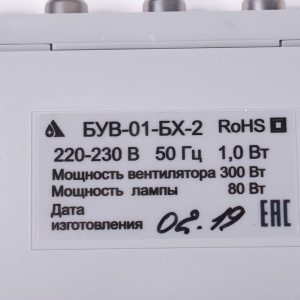 БУВ-01-БХ-2 RoHS
220-230 В 50 Гц 1,0 Вт
Мощность вентилятора 300 Вт
Мощность лампы 80 Вт
Дата
изготовления 02.19 ЕАС